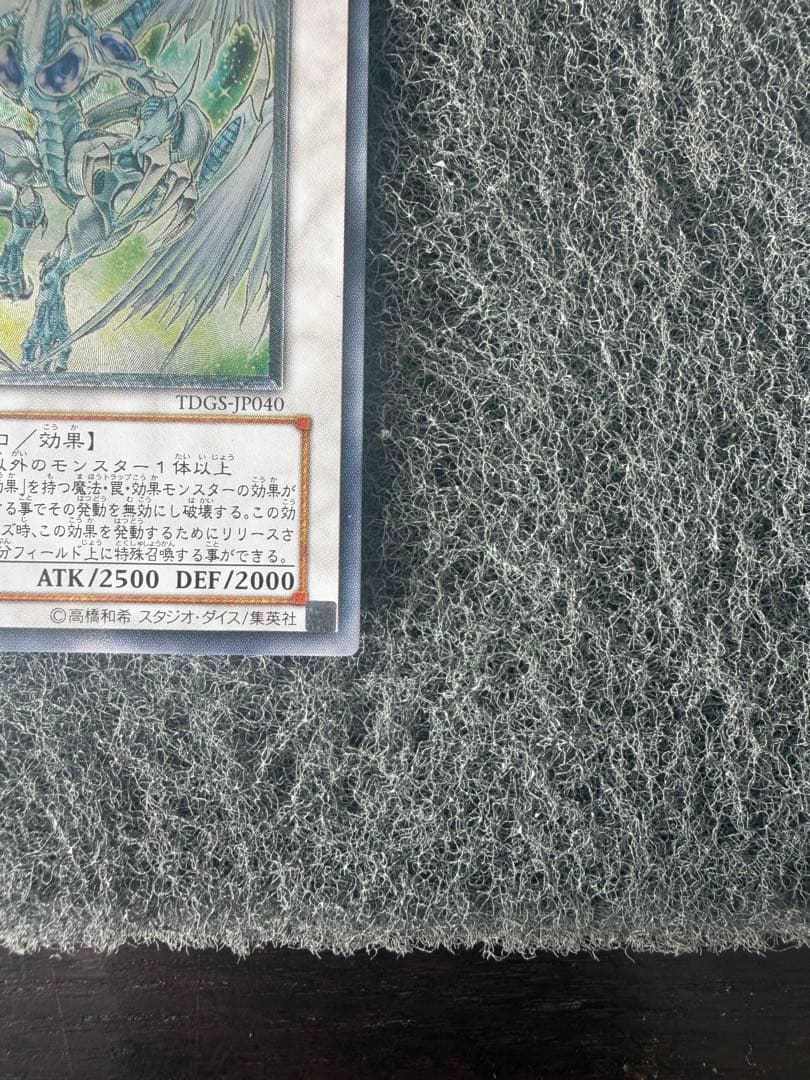 TDGS-JP040
／効果】
以外のモンスター１体以上
効果」を持つ魔法・罠・効果モンスターの効果が
する事でその発動を無効にし破壊する。この効
ズ時、この効果を発動するためにリリースさ
分フィールド上に特殊召喚する事ができる。
ATK/2500 DEF/2000
©高橋和希 スタジオ・ダイス/集英社